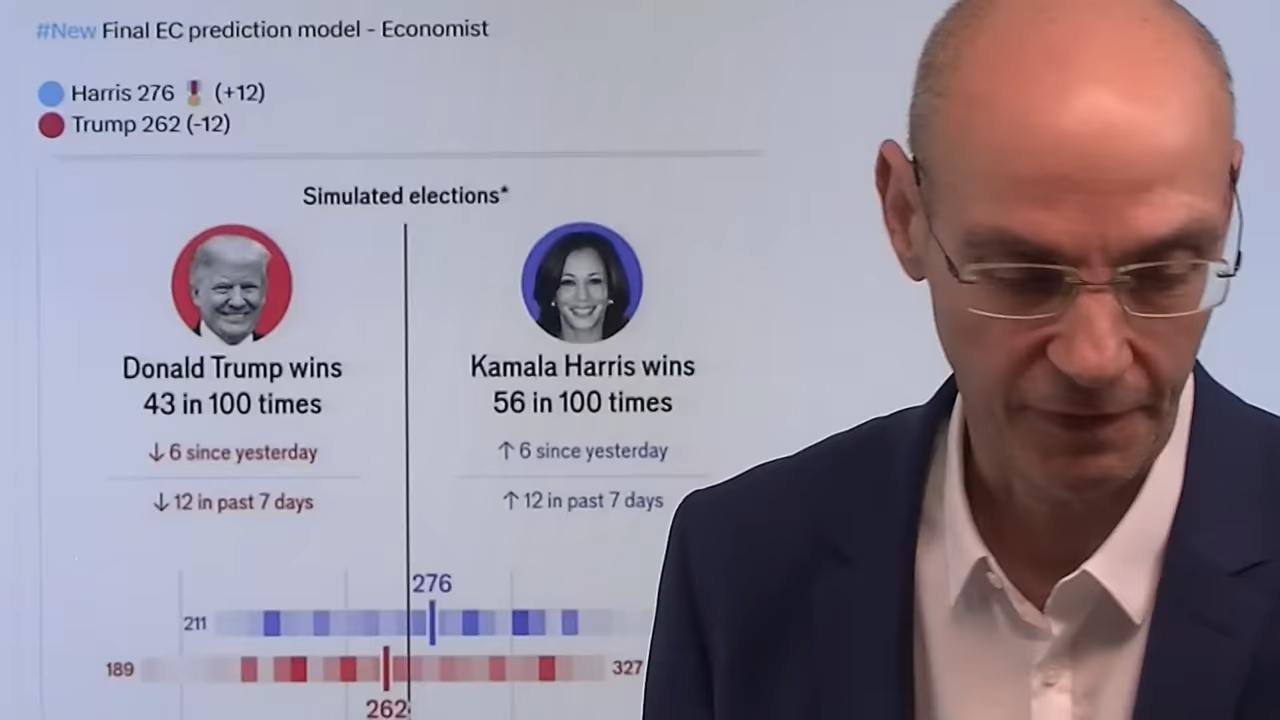 #New Final EC prediction model - Economist
Harris 276 🎖 (+12)
Trump 262 (-12)
Simulated elections*
Donald Trump wins
43 in 100 times
↓ 6 since yesterday
↓ 12 in past 7 days
Kamala Harris wins
56 in 100 times
↑ 6 since yesterday
↑ 12 in past 7 days
276
211
189
327
262